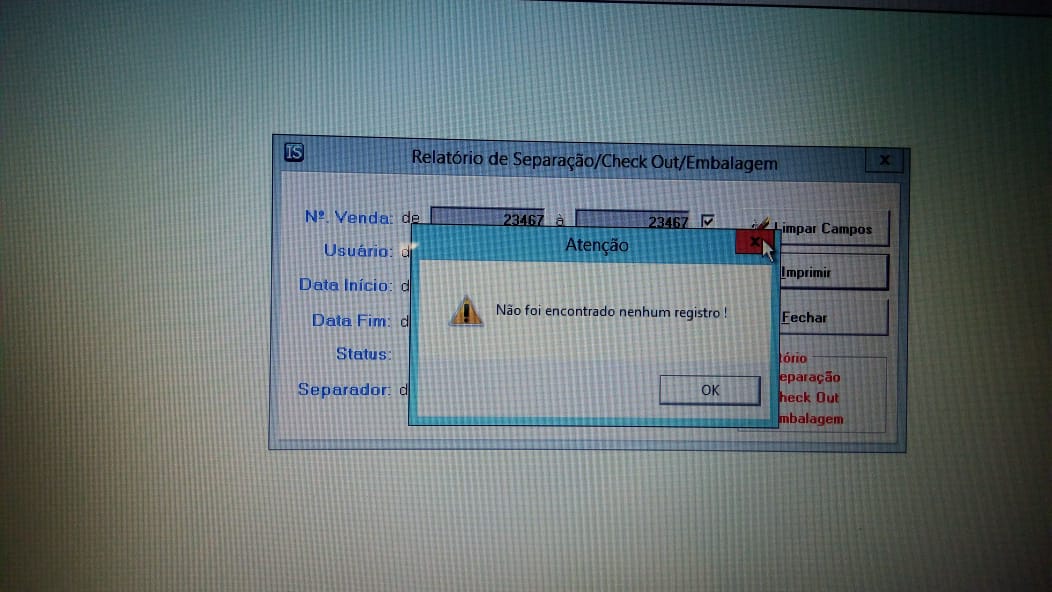 IS
Relatório de Separação/Check Out/Embalagem
X
Nº. Venda: de 23467 à 23467
Limpar Campos
Atenção
X
Usuário:
Imprimir
Data Início:
Não foi encontrado nenhum registro !
Data Fim:
Fechar
Status:
Separador:
OK
tório
eparação
heck Out
mbalagem